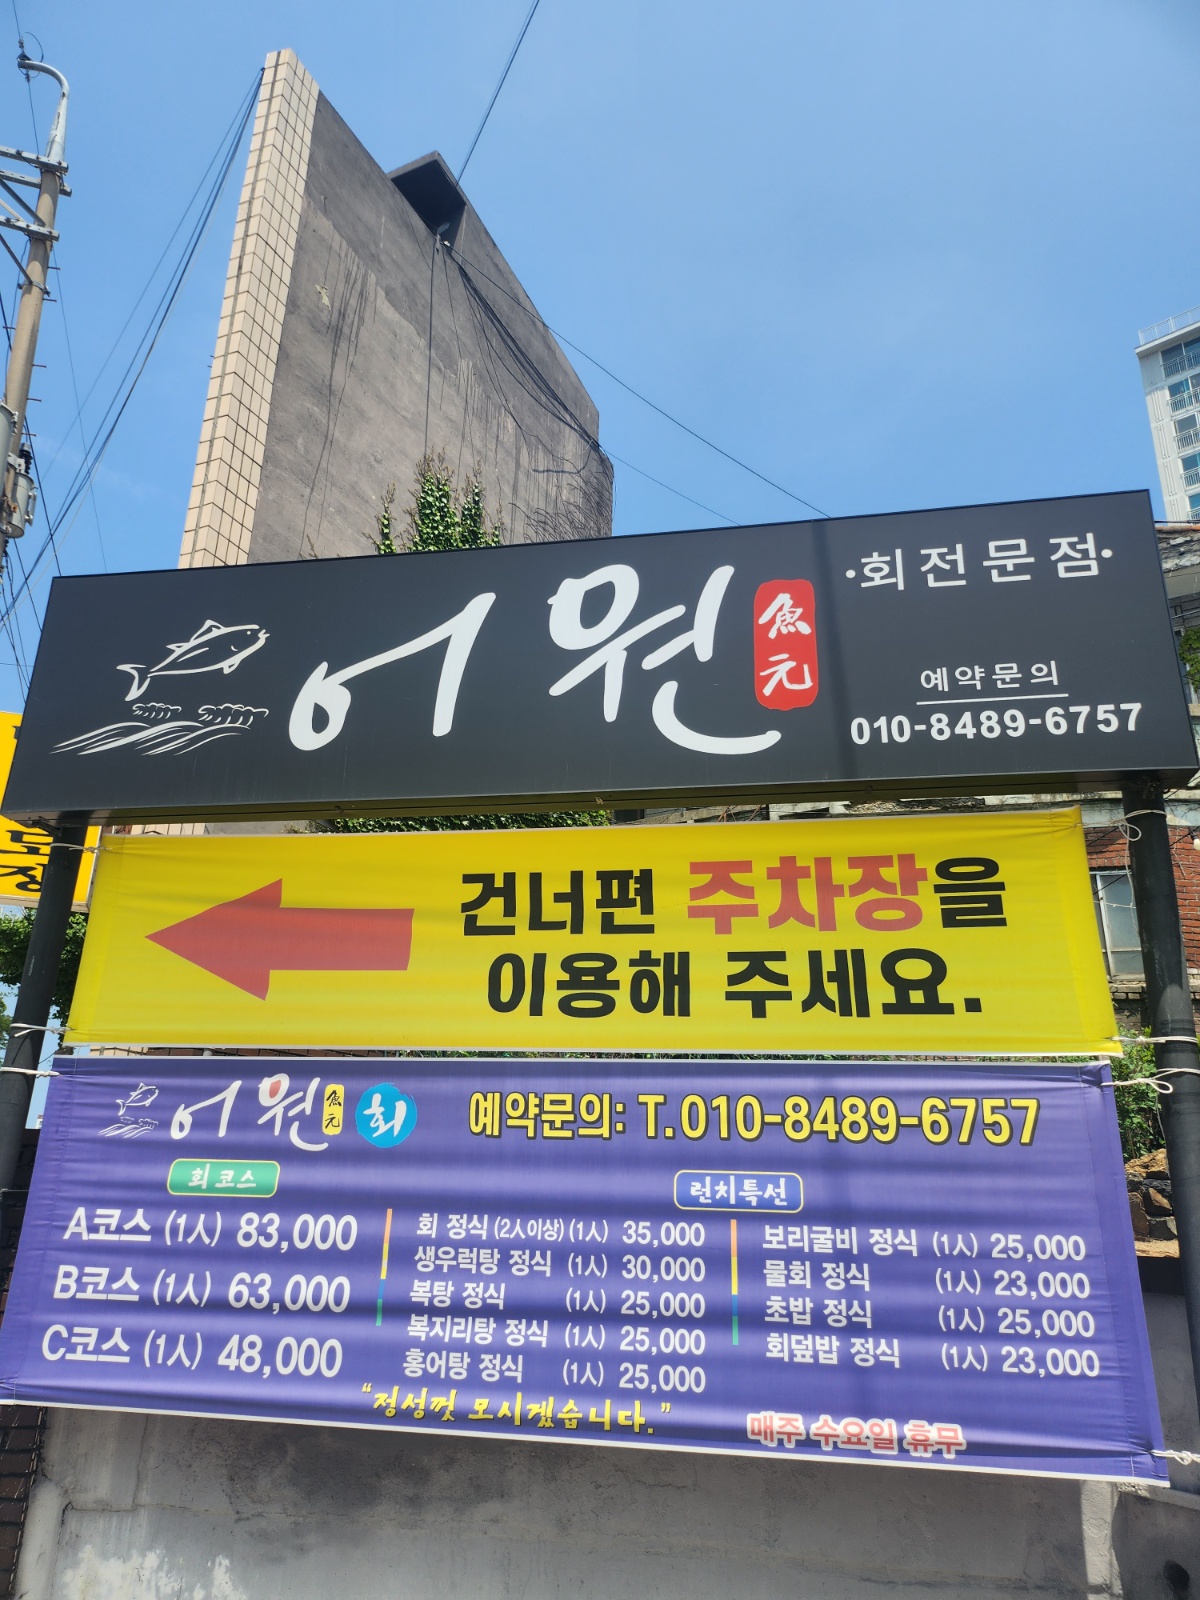 어원
魚元
·회전문점·
예약문의
010-8489-6757
건너편 주차장을
이용해 주세요.
어원 魚元 회
예약문의: T.010-8489-6757
회코스
A코스 (1人) 83,000
B코스 (1人) 63,000
C코스 (1人) 48,000
런치특선
회 정식 (2人이상) (1人) 35,000
생우럭탕 정식 (1人) 30,000
복탕 정식 (1人) 25,000
복지리탕 정식 (1人) 25,000
홍어탕 정식 (1人) 25,000
보리굴비 정식 (1人) 25,000
물회 정식 (1人) 23,000
초밥 정식 (1人) 25,000
회덮밥 정식 (1人) 23,000
"정성껏 모시겠습니다."
매주 수요일 휴무